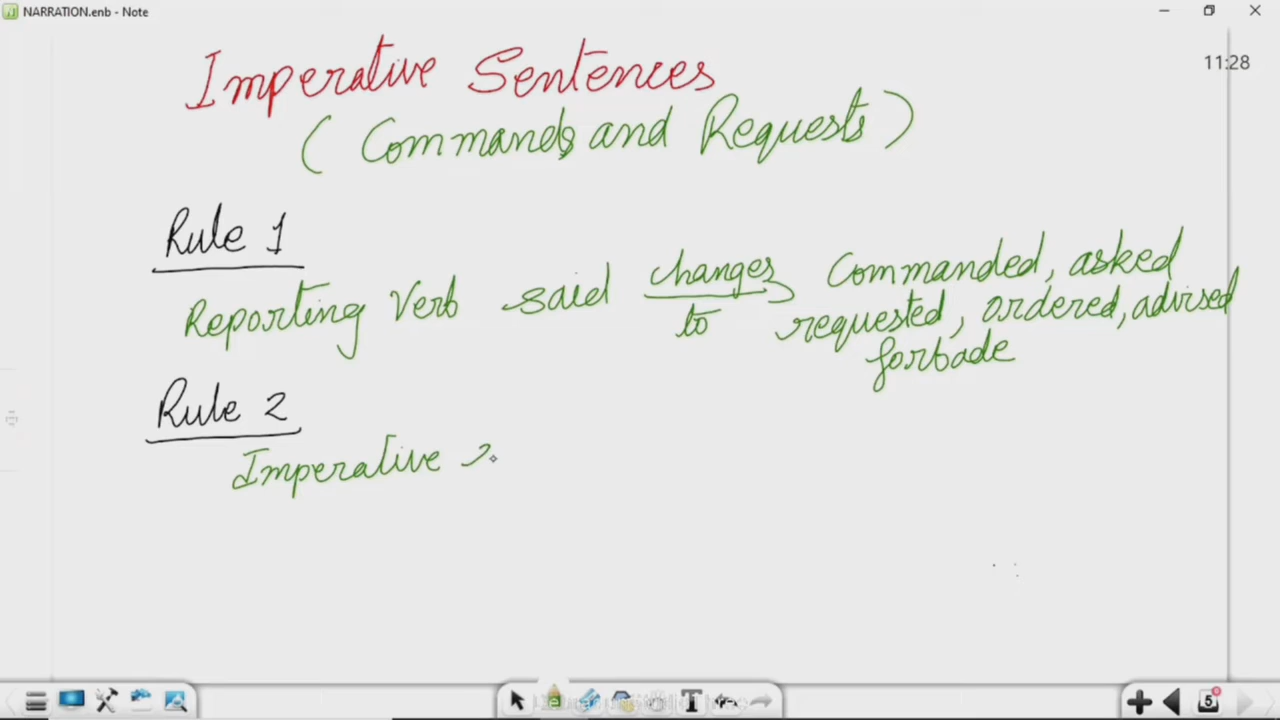 NARRATION.enb - Note
11:28
Imperative Sentences
(Commands and Requests)
Rule 1
Reporting Verb said changes to Commanded, asked
requested, ordered, advised
forbade
Rule 2
Imperative
5